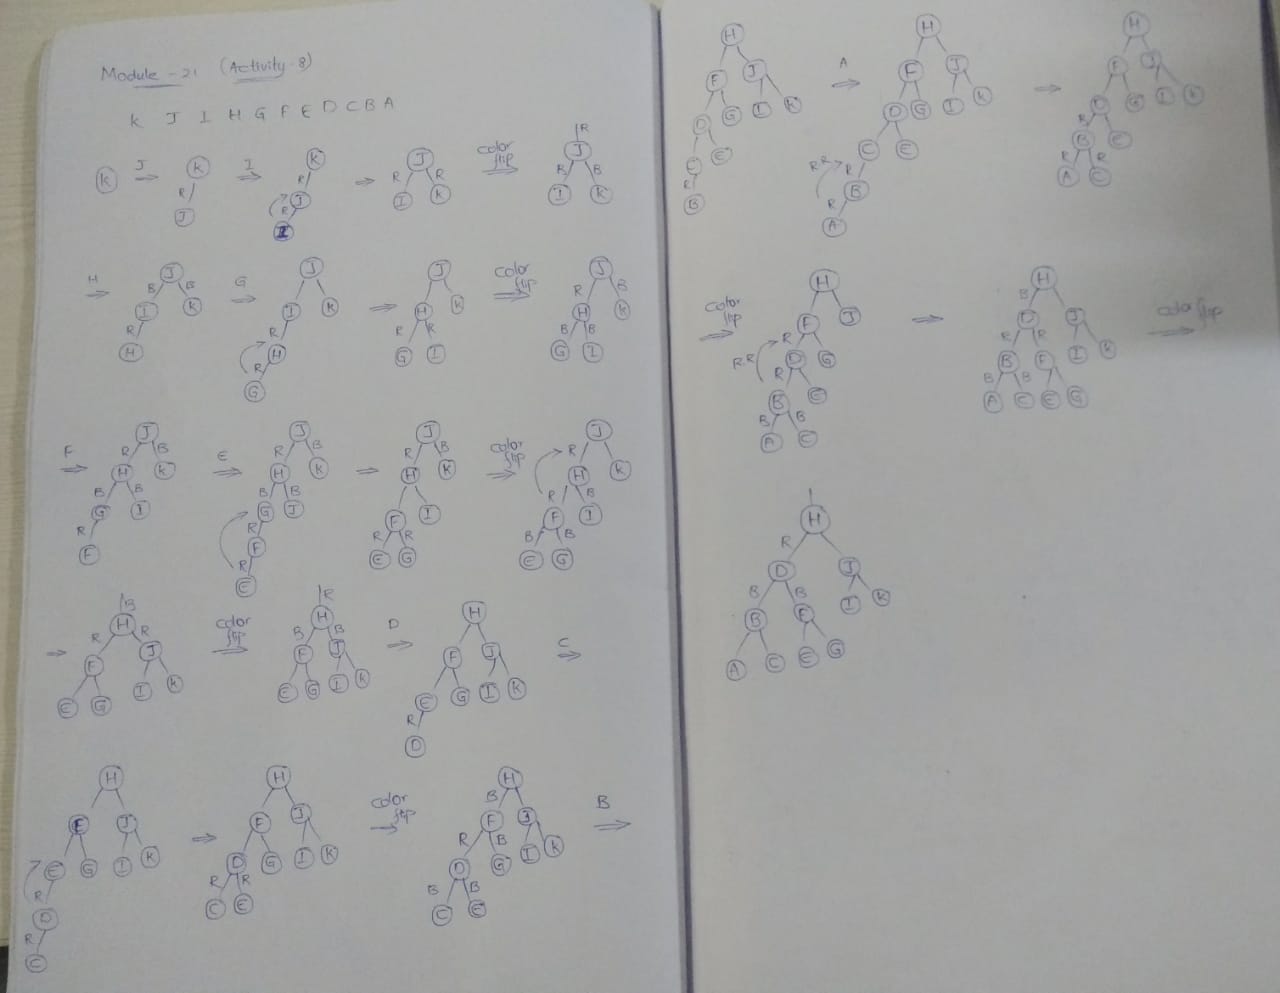 Module - 21 (Activity - 8)
K J I H G F E D C B A
K J K I K J color flip R J
R J R J R I R R K B I B K
I
H J G J J color flip J
B I B K I K H K R H B K
R H R H R G R I B G B I
R G
F J E J J color flip J
R H B K R H B K R H B K R H K
B G B I B G B I F I R F B I
R F R F R E R G B E B G
R E
B H color flip R H D H C
R F R J B F B J F J
E G I K E G I K E G I K
R D
H H color flip H B
F J F J B F J
E G I K D G I K R D B G I K
R D R C R E B C B E
R C
H A H H
F J F J F J
D G I K D G I K D G I K
C E C E R B E
R B RR R B R A R C
R A
color flip H H color flip
F J B D J
RR R D R G R B R F I K
R B E B A B C E G
B A B C
H
R D J
B B B F I K
A C E G